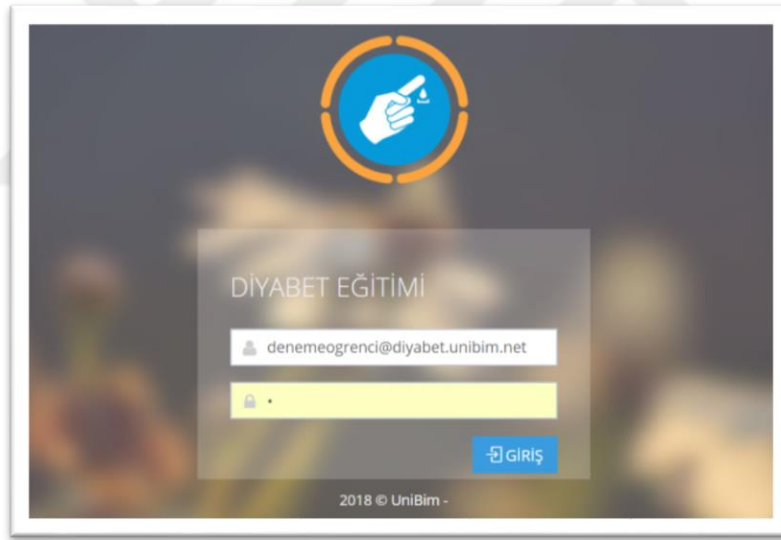 DİYABET EĞİTİMİ
denemeogrenci@diyabet.unibim.net
GİRİŞ
2018 © UniBim -